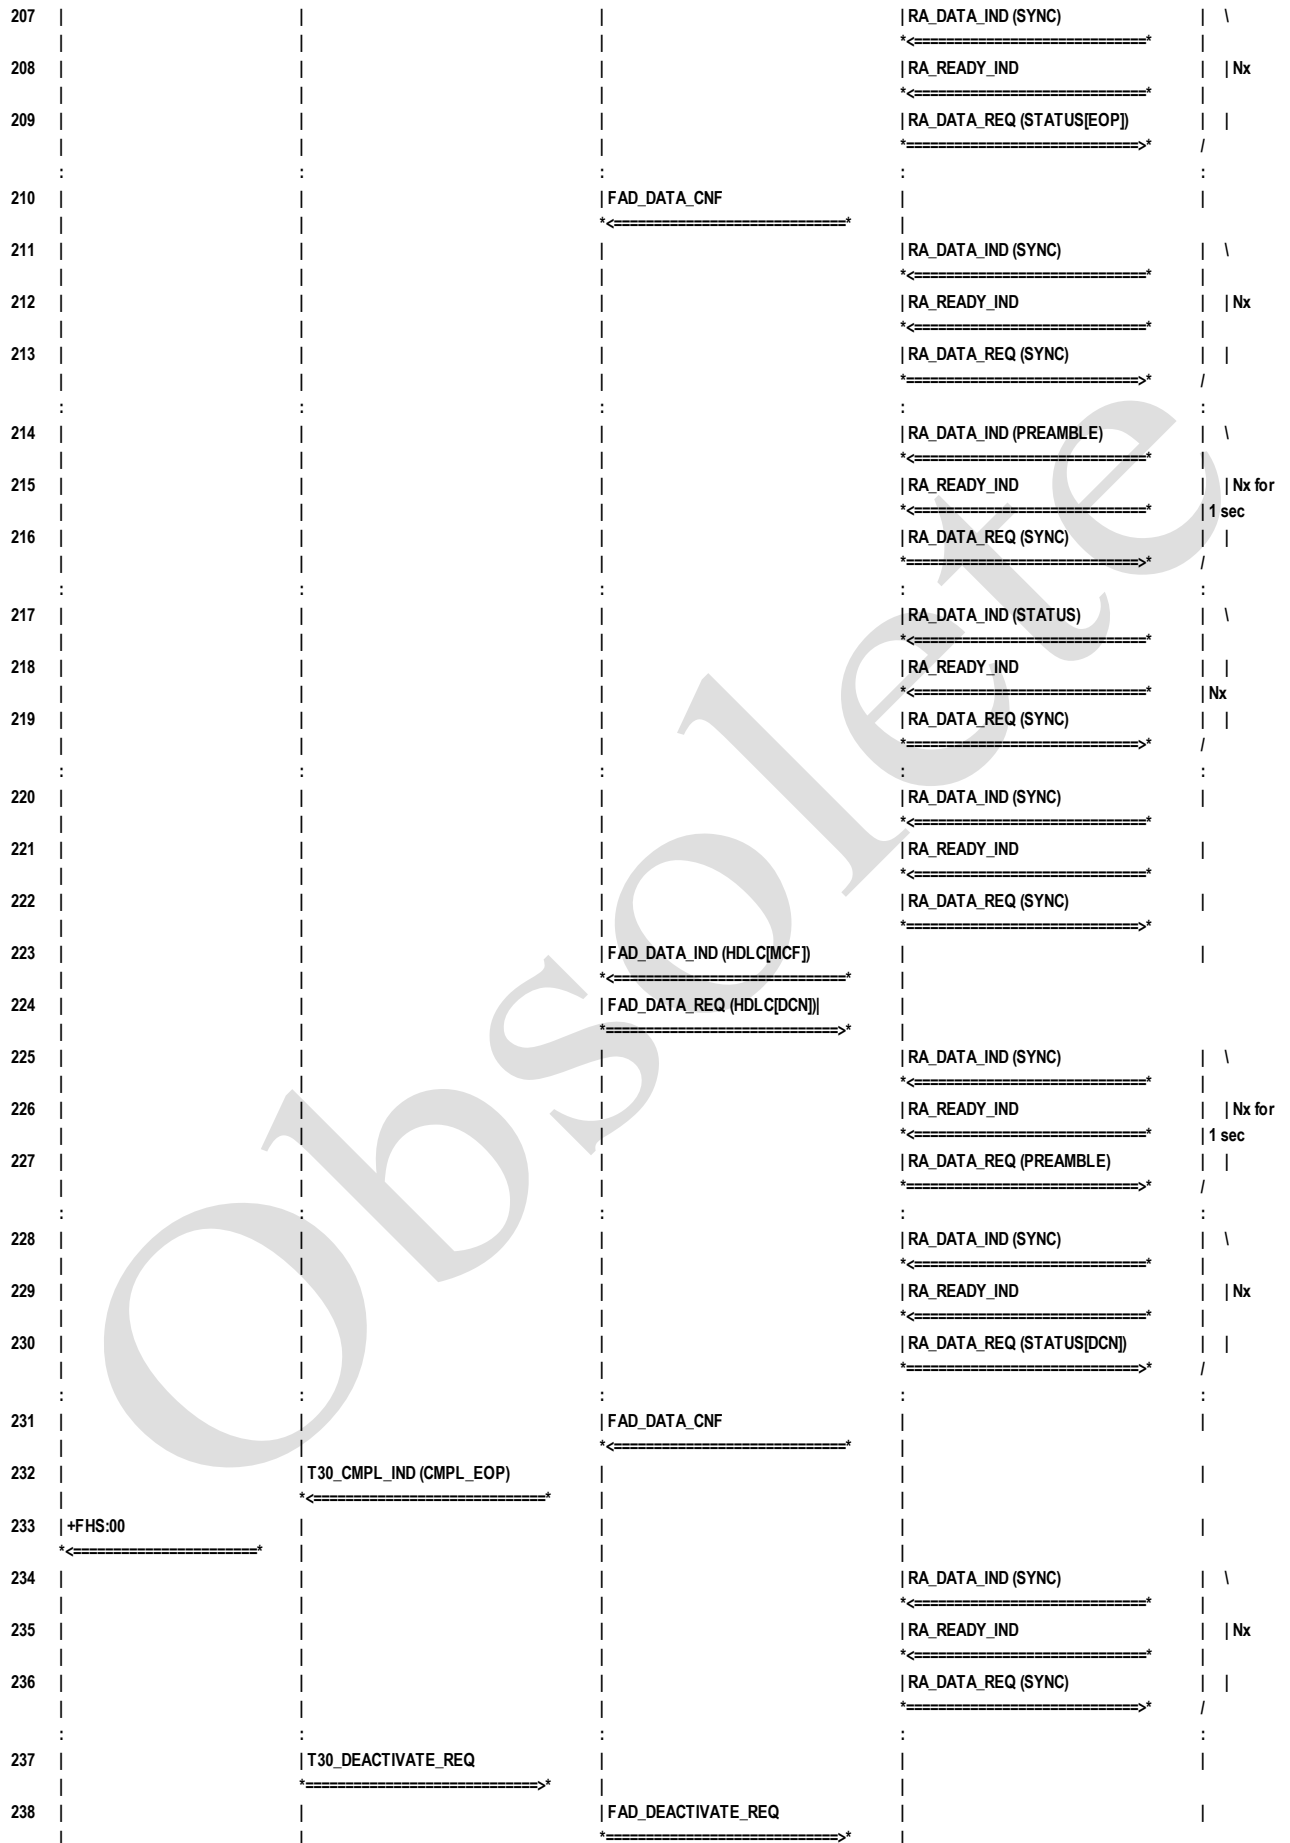 207 | | | | RA_DATA_IND (SYNC) | \
| | | *<=============================* |
208 | | | | RA_READY_IND | | Nx
| | | *<=============================* |
209 | | | | RA_DATA_REQ (STATUS[EOP]) | |
| | | *=============================>* /
: : : : :
210 | | | FAD_DATA_CNF | |
| | *<=============================* |
211 | | | | RA_DATA_IND (SYNC) | \
| | | *<=============================* |
212 | | | | RA_READY_IND | | Nx
| | | *<=============================* |
213 | | | | RA_DATA_REQ (SYNC) | |
| | | *=============================>* /
: : : : :
214 | | | | RA_DATA_IND (PREAMBLE) | \
| | | *<=============================* |
215 | | | | RA_READY_IND | | Nx for
| | | *<=============================* | 1 sec
216 | | | | RA_DATA_REQ (SYNC) | |
| | | *=============================>* /
: : : : :
217 | | | | RA_DATA_IND (STATUS) | \
| | | *<=============================* |
218 | | | | RA_READY_IND | |
| | | *<=============================* | Nx
219 | | | | RA_DATA_REQ (SYNC) | |
| | | *=============================>* /
: : : : :
220 | | | | RA_DATA_IND (SYNC) |
| | | *<=============================*
221 | | | | RA_READY_IND |
| | | *<=============================*
222 | | | | RA_DATA_REQ (SYNC) |
| | | *=============================>*
223 | | | FAD_DATA_IND (HDLC[MCF]) | |
| | *<=============================* |
224 | | | FAD_DATA_REQ (HDLC[DCN])| |
| | *=============================>* |
225 | | | | RA_DATA_IND (SYNC) | \
| | | *<=============================* |
226 | | | | RA_READY_IND | | Nx for
| | | *<=============================* | 1 sec
227 | | | | RA_DATA_REQ (PREAMBLE) | |
| | | *=============================>* /
: : : : :
228 | | | | RA_DATA_IND (SYNC) | \
| | | *<=============================* |
229 | | | | RA_READY_IND | | Nx
| | | *<=============================* |
230 | | | | RA_DATA_REQ (STATUS[DCN]) | |
| | | *=============================>* /
: : : : :
231 | | | FAD_DATA_CNF | |
| | *<=============================* |
232 | | T30_CMPL_IND (CMPL_EOP) | | |
| *<=============================* | |
233 | +FHS:00 | | | |
*<=======================* | | |
234 | | | | RA_DATA_IND (SYNC) | \
| | | *<=============================* |
235 | | | | RA_READY_IND | | Nx
| | | *<=============================* |
236 | | | | RA_DATA_REQ (SYNC) | |
| | | *=============================>* /
: : : : :
237 | | T30_DEACTIVATE_REQ | | |
| *=============================>* | |
238 | | | FAD_DEACTIVATE_REQ | |
| | *=============================>* |
Obsolete